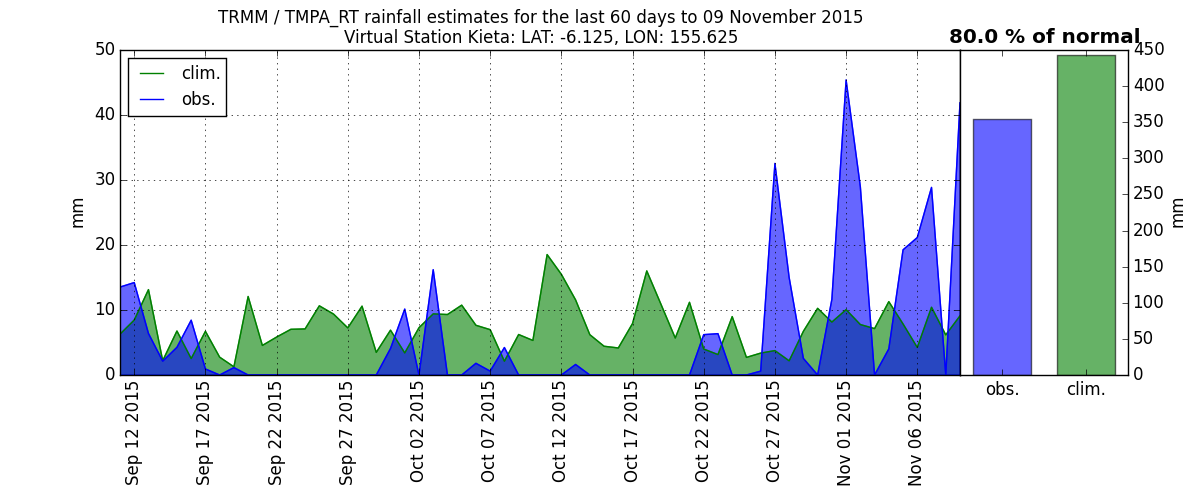 TRMM / TMPA_RT rainfall estimates for the last 60 days to 09 November 2015
Virtual Station Kieta: LAT: -6.125, LON: 155.625
80.0 % of normal
clim.
obs.
50
40
30
20
10
0
mm
450
400
350
300
250
200
150
100
50
0
mm
Sep 12 2015
Sep 17 2015
Sep 22 2015
Sep 27 2015
Oct 02 2015
Oct 07 2015
Oct 12 2015
Oct 17 2015
Oct 22 2015
Oct 27 2015
Nov 01 2015
Nov 06 2015
obs.
clim.